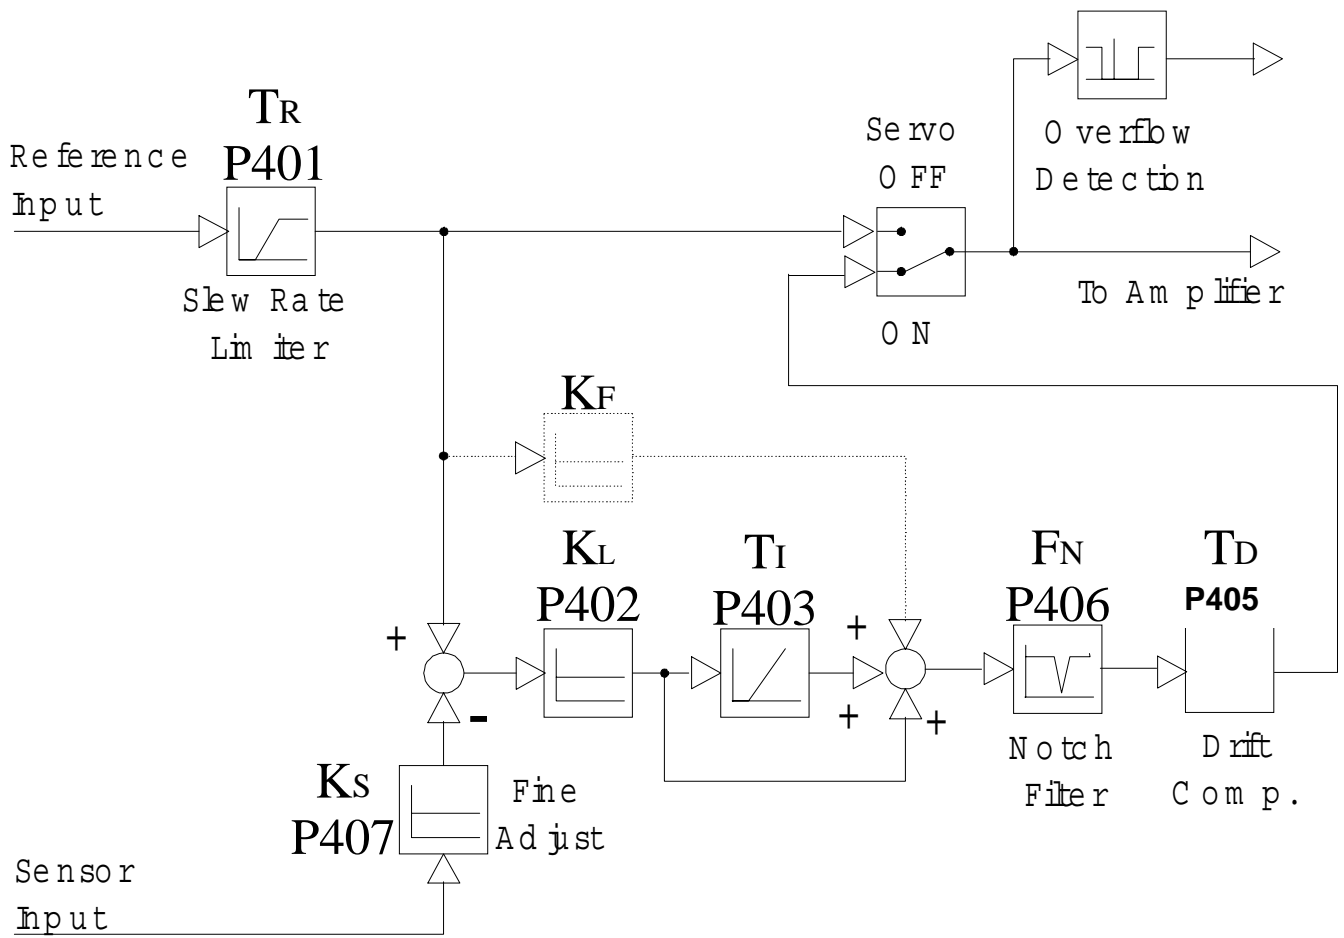 TR
P401
Reference
Input
Slew Rate
Limiter
Servo
OFF
ON
Overflow
Detection
To Amplifier
KF
KL
P402
TI
P403
FN
P406
TD
P405
+
-
+
+
+
Notch
Filter
Drift
Comp.
KS
P407
Fine
Adjust
Sensor
Input